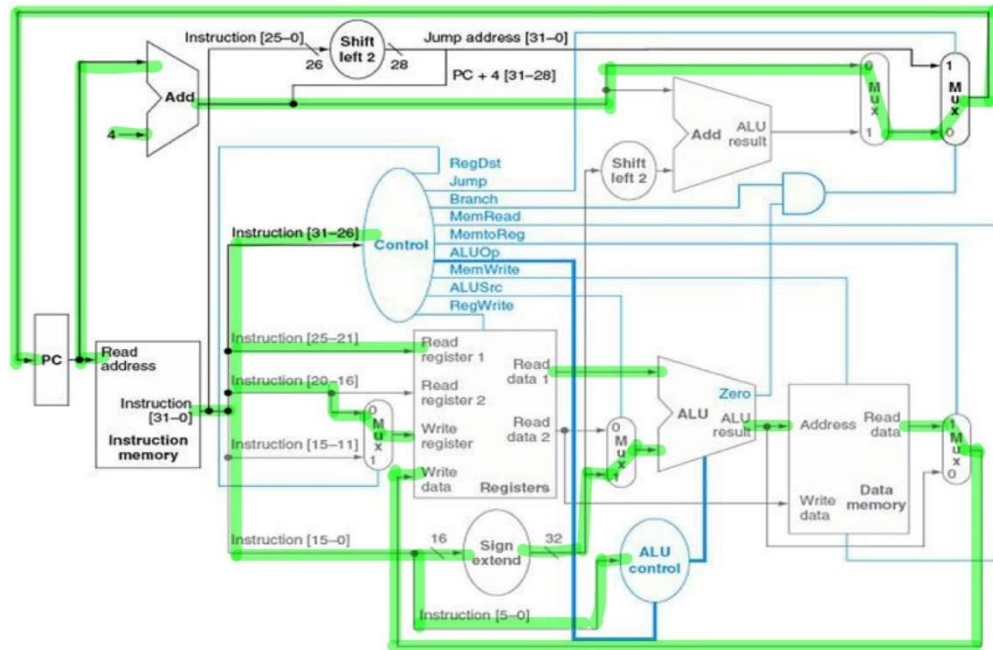 Instruction [25–0]
Shift
left 2
Jump address [31–0]
26
28
PC + 4 [31–28]
Add
4
0
M
u
x
1
1
M
u
x
0
Add
ALU
result
Shift
left 2
RegDst
Jump
Branch
MemRead
MemtoReg
ALUOp
MemWrite
ALUSrc
RegWrite
Instruction [31–26]
Control
PC
Read
address
Instruction
[31–0]
Instruction
memory
Instruction [25–21]
Instruction [20–16]
Instruction [15–11]
0
M
u
x
1
Read
register 1
Read
register 2
Write
register
Write
data
Read
data 1
Read
data 2
Registers
0
M
u
x
1
Zero
ALU
ALU
result
Address
Read
data
Write
data
Data
memory
1
M
u
x
0
Instruction [15–0]
16
Sign
extend
32
ALU
control
Instruction [5–0]